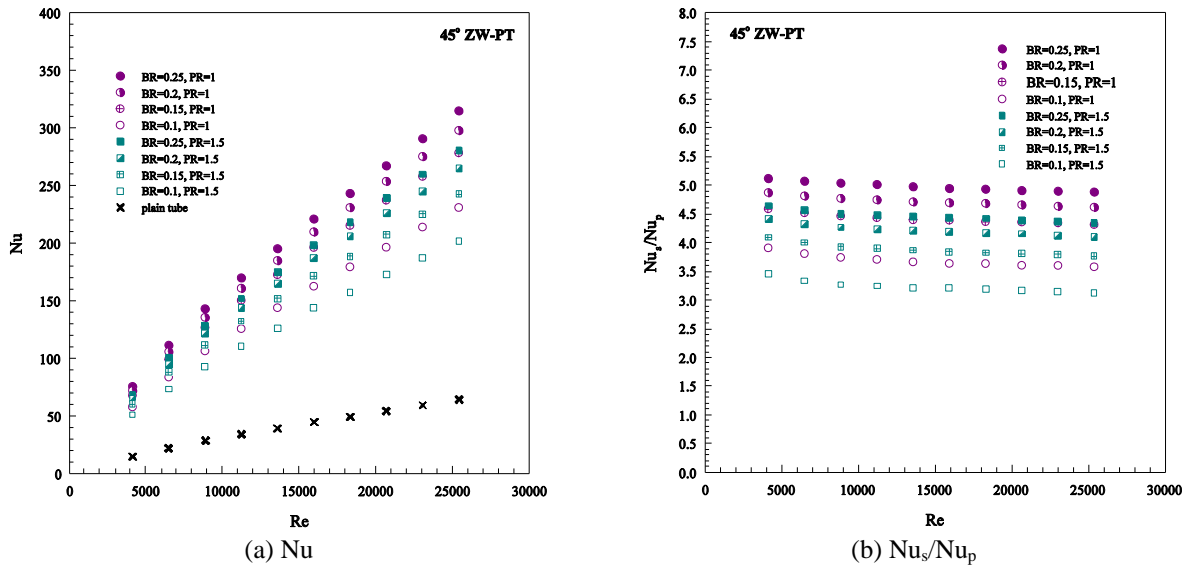 45° ZW-PT
400
350
300
250
200
150
100
50
0
Nu
BR=0.25, PR=1
BR=0.2, PR=1
BR=0.15, PR=1
BR=0.1, PR=1
BR=0.25, PR=1.5
BR=0.2, PR=1.5
BR=0.15, PR=1.5
BR=0.1, PR=1.5
plain tube
0 5000 10000 15000 20000 25000 30000
Re
(a) Nu
45° ZW-PT
8.0
7.5
7.0
6.5
6.0
5.5
5.0
4.5
4.0
3.5
3.0
2.5
2.0
1.5
1.0
0.5
0.0
Nus/Nup
BR=0.25, PR=1
BR=0.2, PR=1
BR=0.15, PR=1
BR=0.1, PR=1
BR=0.25, PR=1.5
BR=0.2, PR=1.5
BR=0.15, PR=1.5
BR=0.1, PR=1.5
0 5000 10000 15000 20000 25000 30000
Re
(b) Nus/Nup